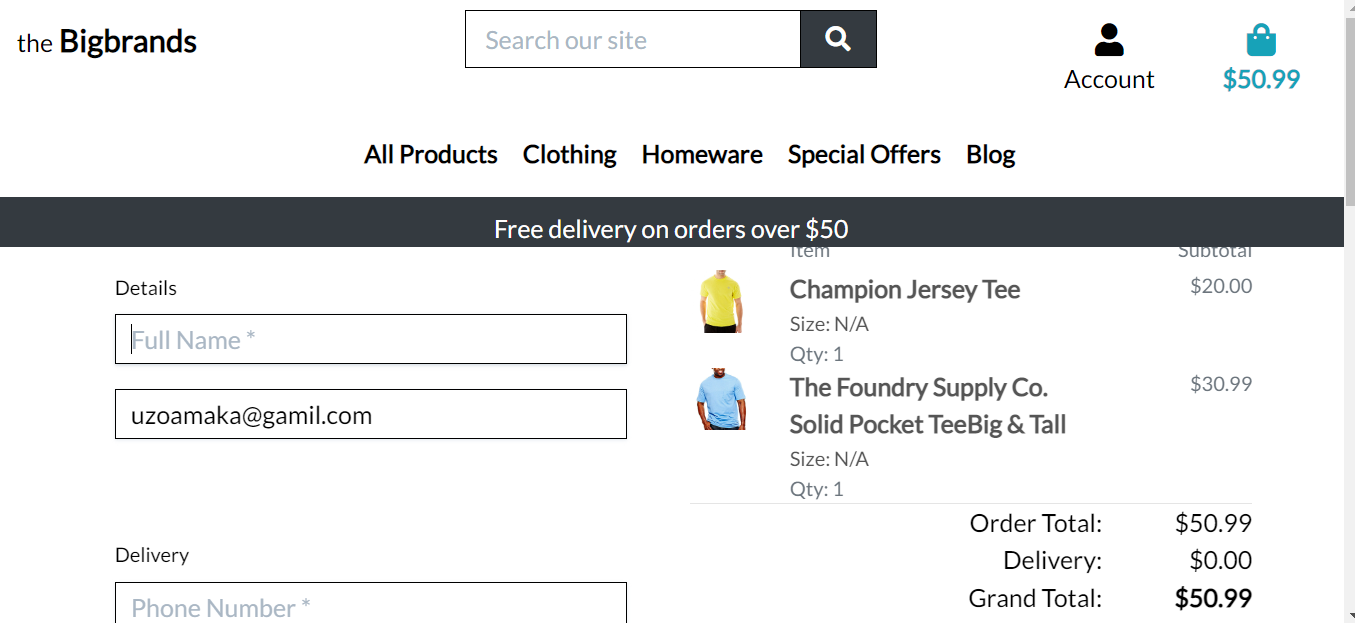 the Bigbrands
Search our site
Account
$50.99
All Products Clothing Homeware Special Offers Blog
Free delivery on orders over $50
Item Subtotal
Details
Full Name *
uzoamaka@gamil.com
Delivery
Phone Number *
Champion Jersey Tee $20.00
Size: N/A
Qty: 1
The Foundry Supply Co. $30.99
Solid Pocket TeeBig & Tall
Size: N/A
Qty: 1
Order Total: $50.99
Delivery: $0.00
Grand Total: $50.99